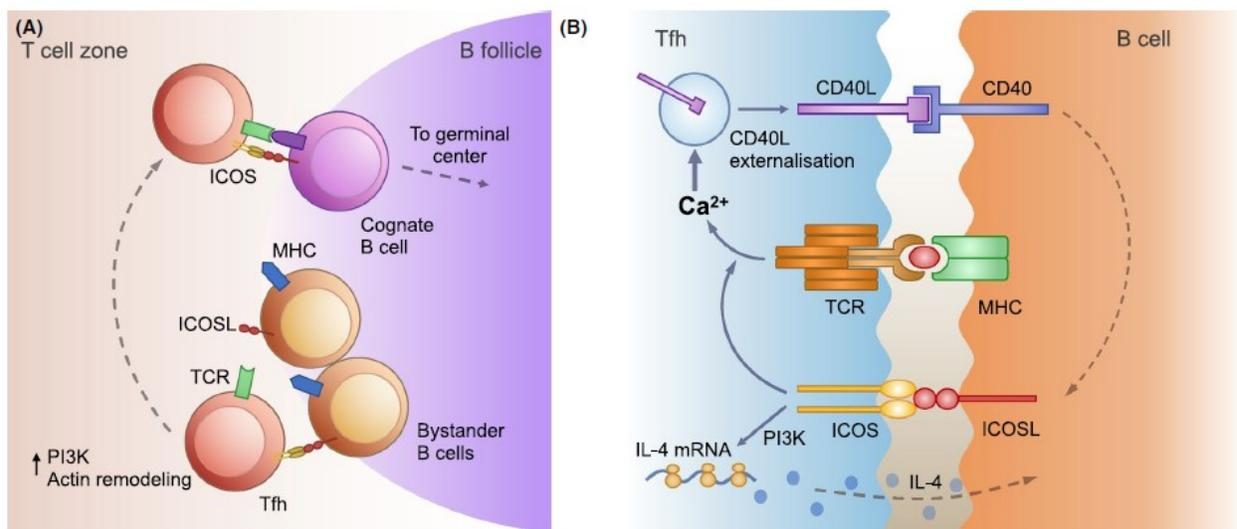 (A)
T cell zone
B follicle
ICOS
To germinal
center
Cognate
B cell
MHC
ICOSL
TCR
Bystander
B cells
↑ PI3K
Actin remodeling
Tfh
(B)
Tfh
B cell
CD40L
CD40
CD40L
externalisation
Ca²⁺
TCR
MHC
PI3K
ICOS
ICOSL
IL-4 mRNA
IL-4